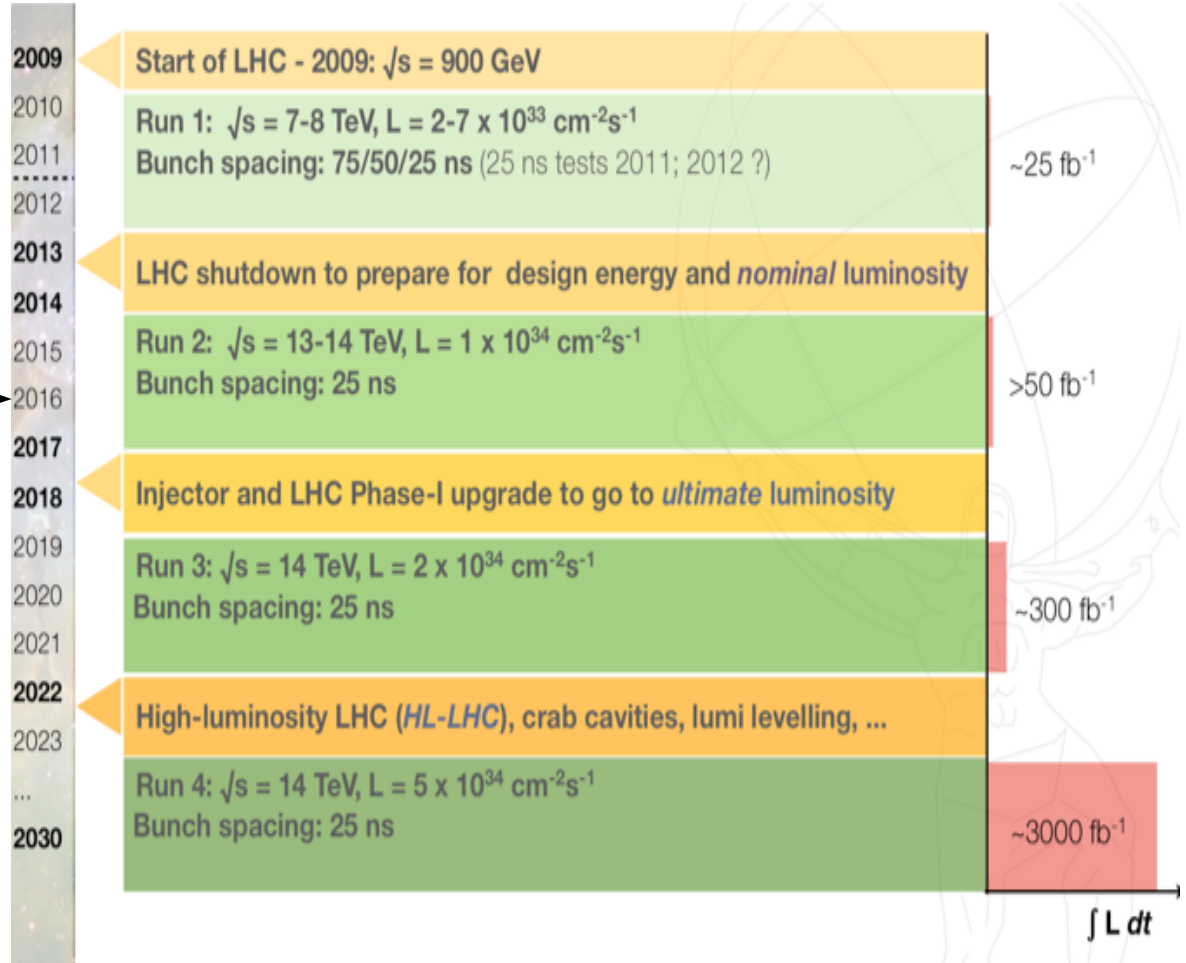 2009
Start of LHC - 2009: √s = 900 GeV
2010
Run 1: √s = 7-8 TeV, L = 2-7 x 10³³ cm⁻²s⁻¹
2011
Bunch spacing: 75/50/25 ns (25 ns tests 2011; 2012 ?)
~25 fb⁻¹
2012
2013
LHC shutdown to prepare for design energy and nominal luminosity
2014
Run 2: √s = 13-14 TeV, L = 1 x 10³⁴ cm⁻²s⁻¹
2015
Bunch spacing: 25 ns
>50 fb⁻¹
2016
2017
Injector and LHC Phase-I upgrade to go to ultimate luminosity
2018
2019
Run 3: √s = 14 TeV, L = 2 x 10³⁴ cm⁻²s⁻¹
2020
Bunch spacing: 25 ns
~300 fb⁻¹
2021
2022
High-luminosity LHC (HL-LHC), crab cavities, lumi levelling, ...
2023
Run 4: √s = 14 TeV, L = 5 x 10³⁴ cm⁻²s⁻¹
...
Bunch spacing: 25 ns
~3000 fb⁻¹
2030
∫ L dt